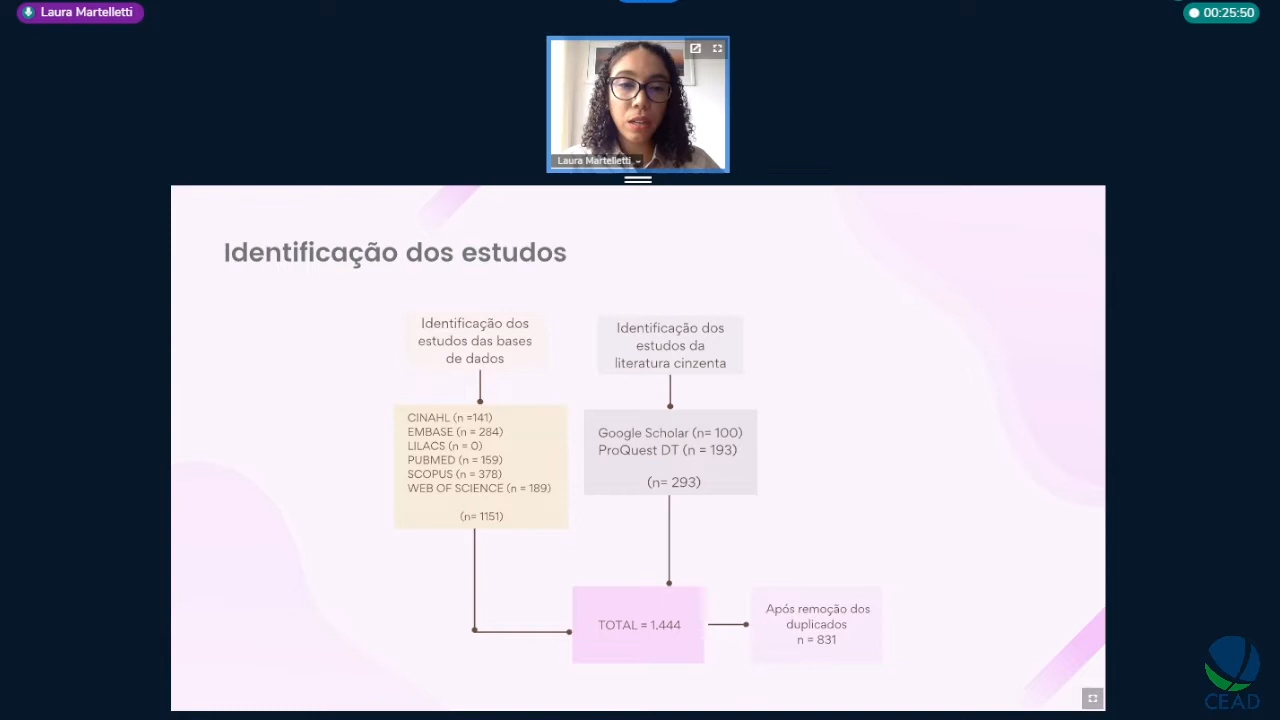 Laura Martelletti
00:25:50
Laura Martelletti
Identificação dos estudos
Identificação dos
estudos das bases
de dados
Identificação dos
estudos da
literatura cinzenta
CINAHL (n =141)
EMBASE (n = 284)
LILACS (n = 0)
PUBMED (n = 159)
SCOPUS (n = 378)
WEB OF SCIENCE (n = 189)
(n= 1151)
Google Scholar (n= 100)
ProQuest DT (n = 193)
(n= 293)
TOTAL = 1.444
Após remoção dos
duplicados
n = 831
CEAD